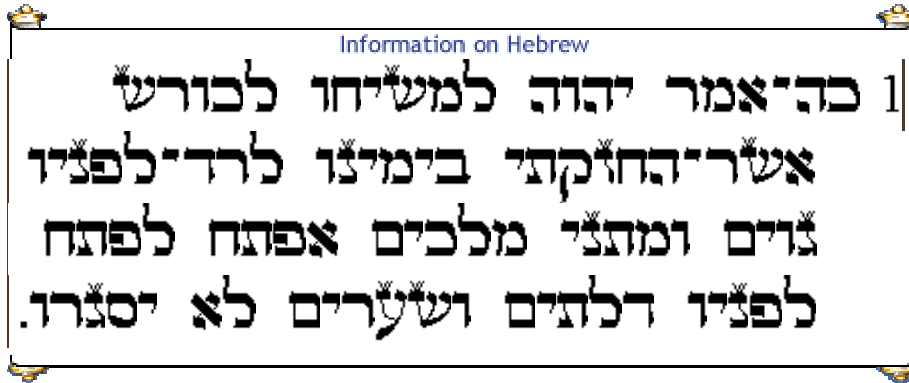 Information on Hebrew
1 כה־אמר יהוה למשיחו לכורש
אשר־החזקתי בימינו לרד־לפניו
גוים ומתני מלכים אפתח לפתח
לפניו דלתים ושערים לא יסגרו.